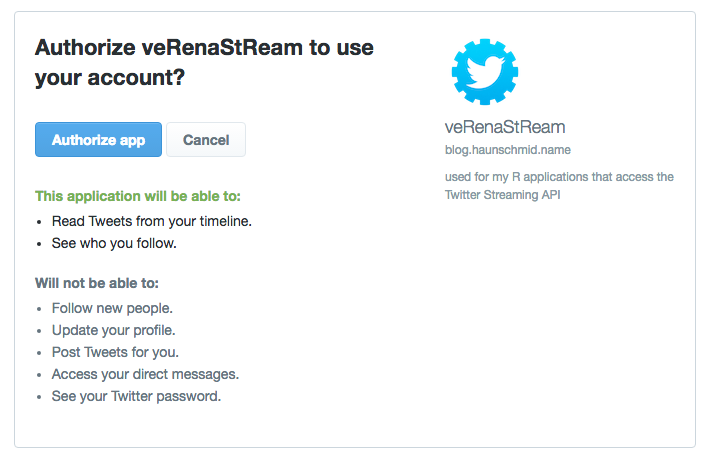 Authorize veRenaStReam to use
your account?
Authorize app
Cancel
This application will be able to:
• Read Tweets from your timeline.
• See who you follow.
Will not be able to:
• Follow new people.
• Update your profile.
• Post Tweets for you.
• Access your direct messages.
• See your Twitter password.
veRenaStReam
blog.haunschmid.name
used for my R applications that access the
Twitter Streaming API